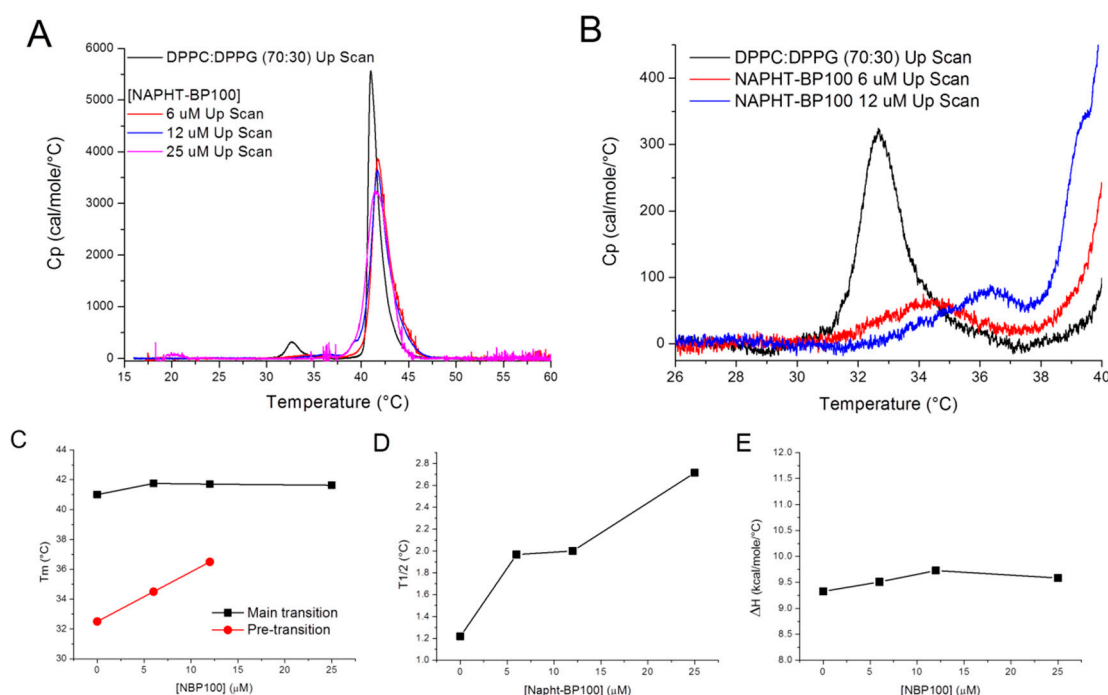 A
DPPC:DPPG (70:30) Up Scan
[NAPHT-BP100]
6 uM Up Scan
12 uM Up Scan
25 uM Up Scan
6000
5000
4000
3000
2000
1000
0
Cp (cal/mole/°C)
15 20 25 30 35 40 45 50 55 60
Temperature (°C)
B
DPPC:DPPG (70:30) Up Scan
NAPHT-BP100 6 uM Up Scan
NAPHT-BP100 12 uM Up Scan
400
300
200
100
0
Cp (cal/mole/°C)
26 28 30 32 34 36 38 40
Temperature (°C)
C
44
42
40
38
36
34
32
30
Tm (°C)
Main transition
Pre-transition
0 5 10 15 20 25
[NBP100] (μM)
D
2.8
2.6
2.4
2.2
2.0
1.8
1.6
1.4
1.2
1.0
T1/2 (°C)
0 5 10 15 20 25
[Napht-BP100] (μM)
E
12.0
11.5
11.0
10.5
10.0
9.5
9.0
8.5
8.0
ΔH (kcal/mole/°C)
0 5 10 15 20 25
[NBP100] (μM)